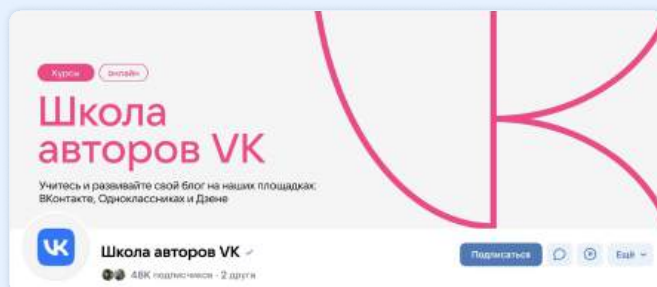 Курсы онлайн
Школа
авторов VK
Учитесь и развивайте свой блог на наших площадках:
ВКонтакте, Одноклассниках и Дзене
Школа авторов VK
48K подписчиков · 2 друга
Подписаться Ещё